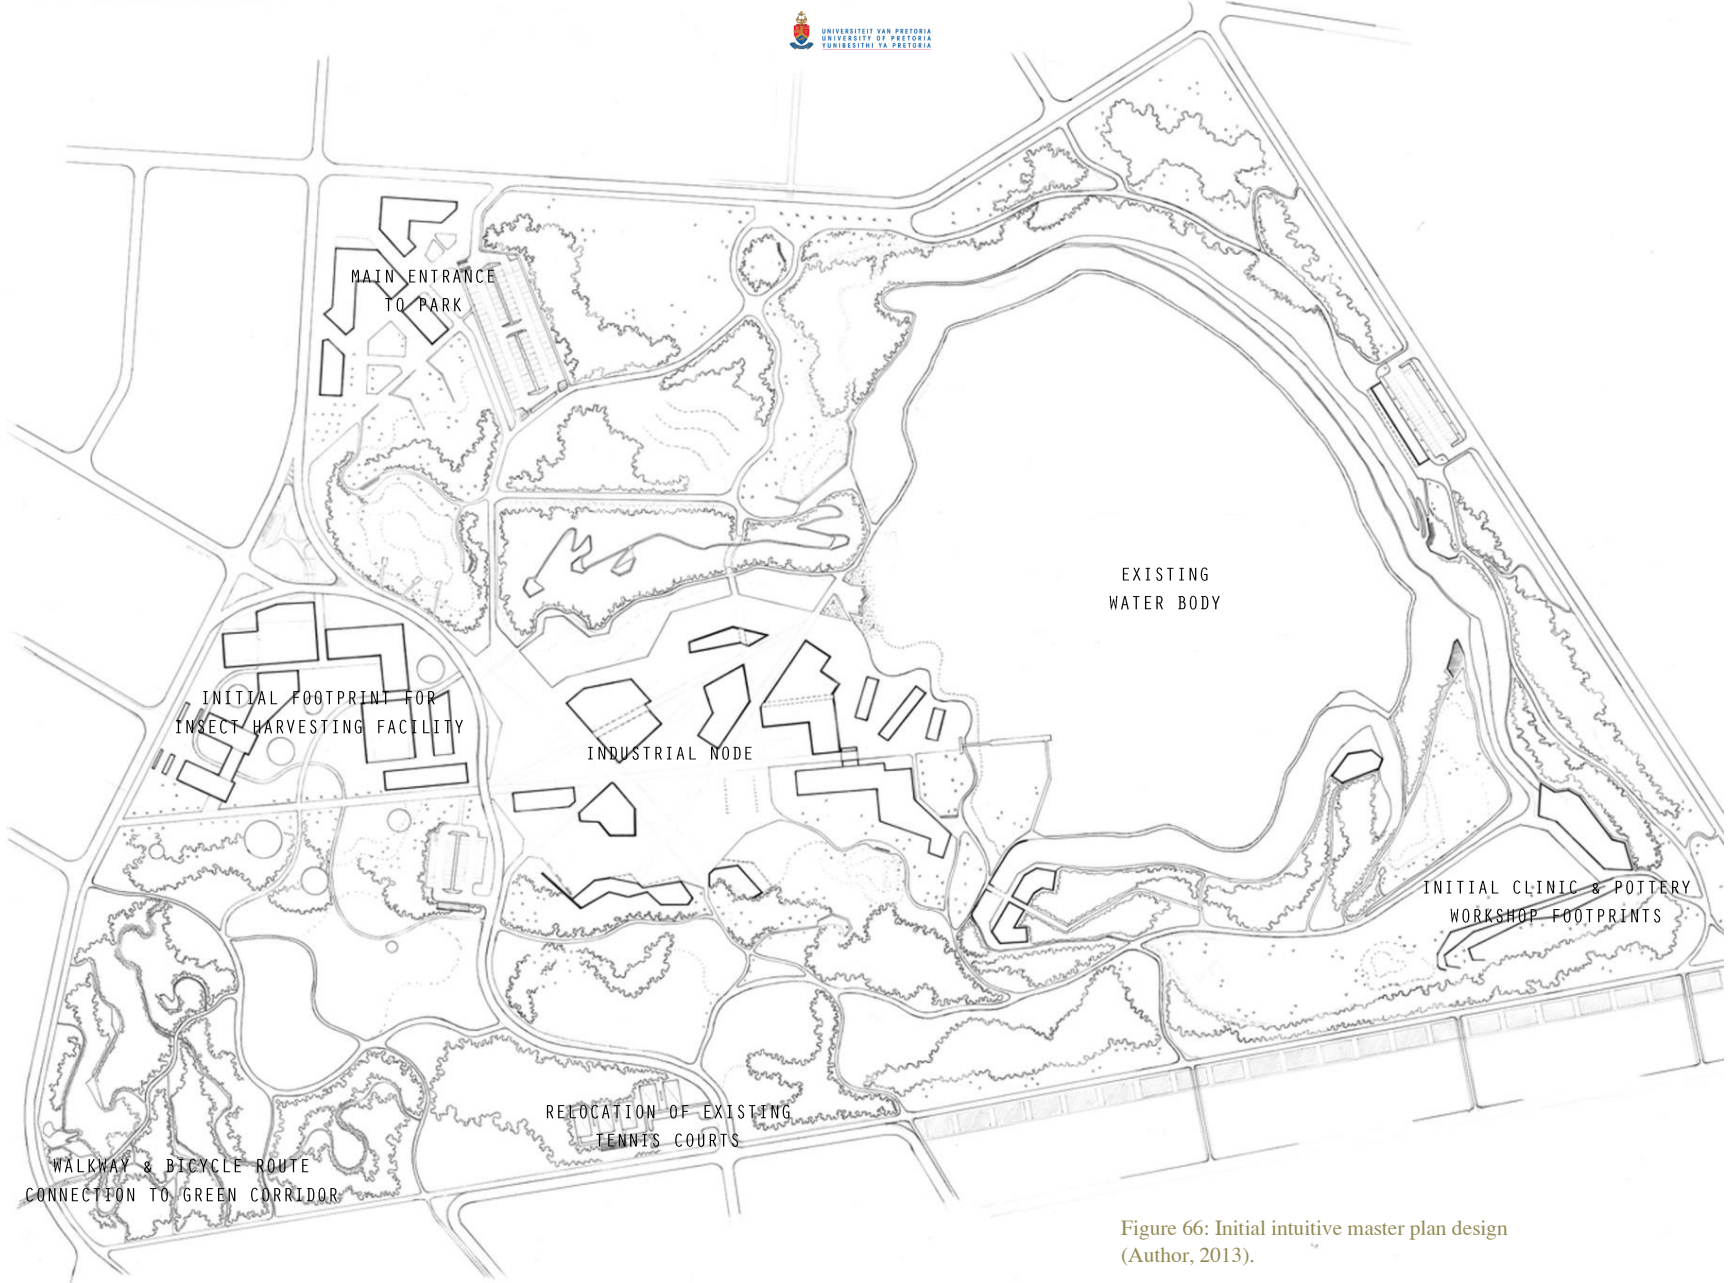 UNIVERSITEIT VAN PRETORIA
UNIVERSITY OF PRETORIA
YUNIBESITHI YA PRETORIA
MAIN ENTRANCE
TO PARK
EXISTING
WATER BODY
INITIAL FOOTPRINT FOR
INSECT HARVESTING FACILITY
INDUSTRIAL NODE
INITIAL CLINIC & POTTERY
WORKSHOP FOOTPRINTS
RELOCATION OF EXISTING
TENNIS COURTS
WALKWAY & BICYCLE ROUTE
CONNECTION TO GREEN CORRIDOR
Figure 66: Initial intuitive master plan design
(Author, 2013).